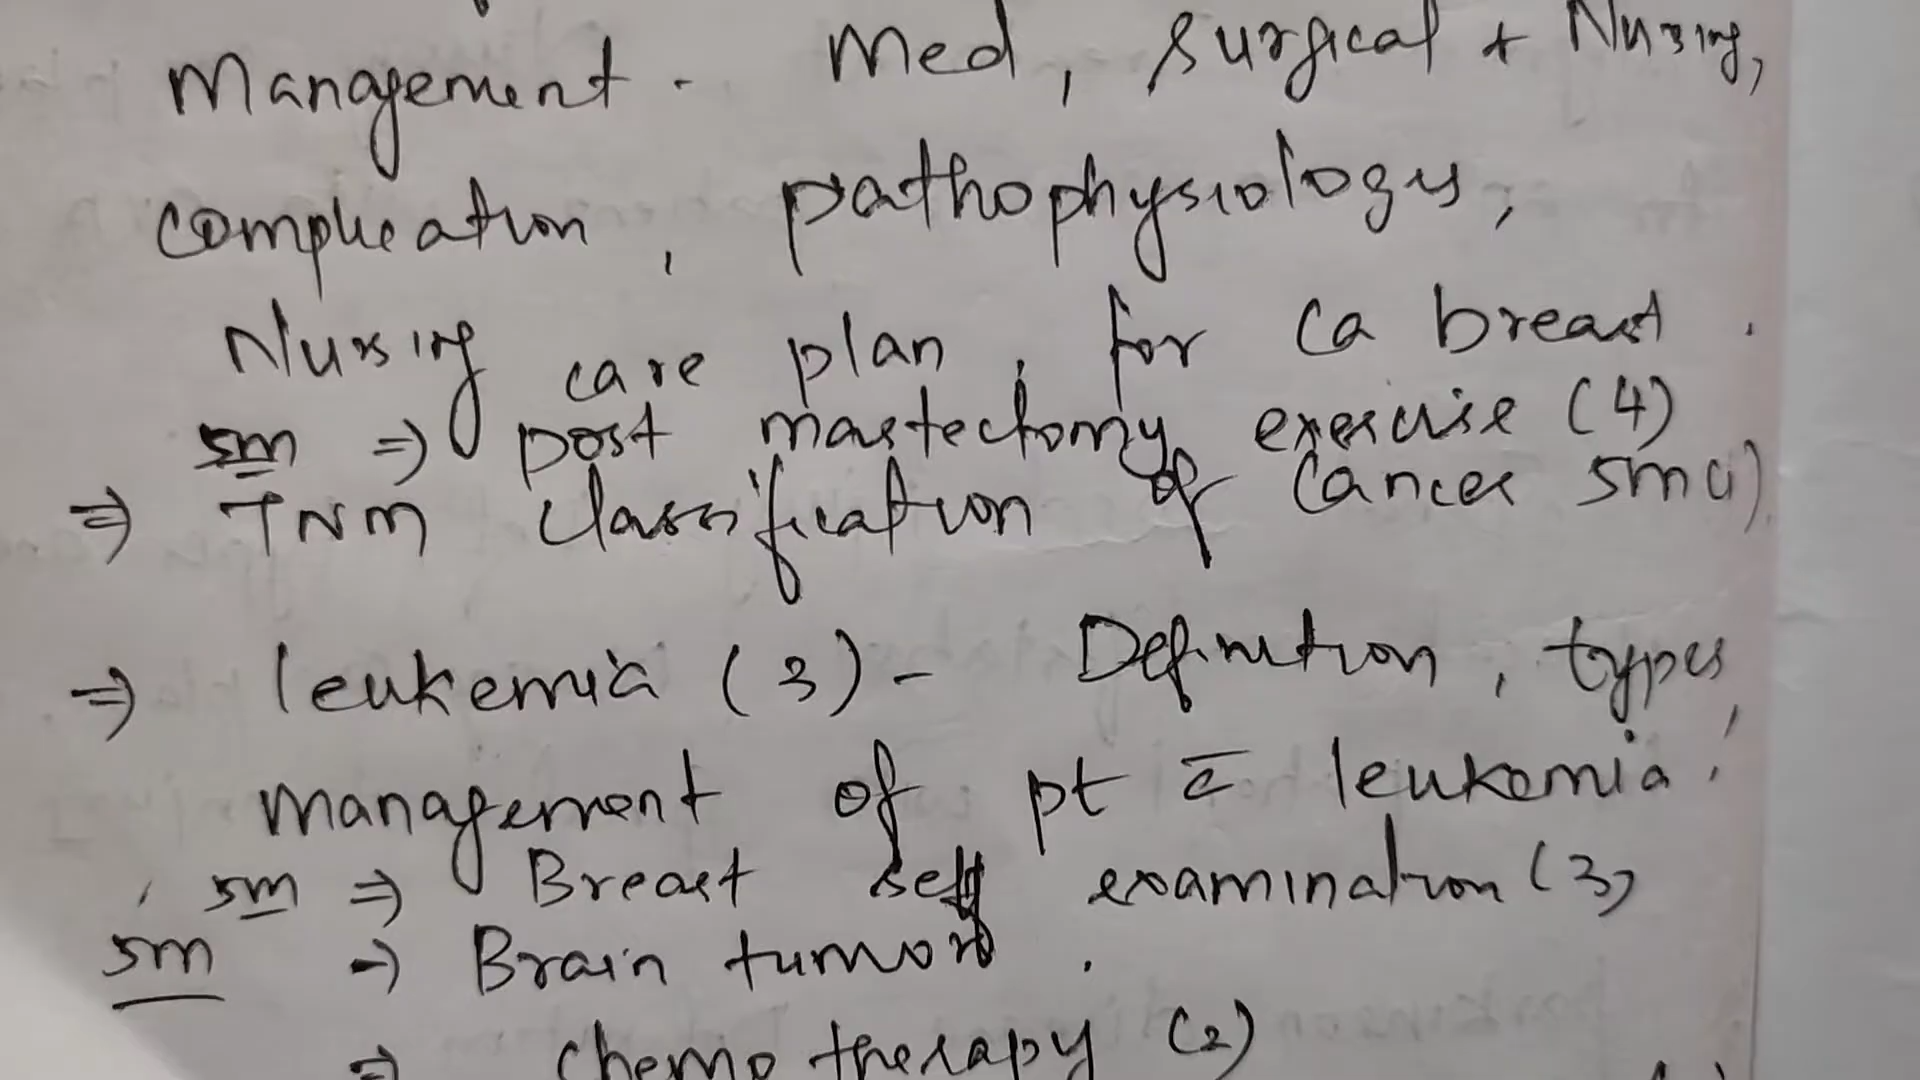 Management - Med, surgical + Nursing,
complication, pathophysiology,
Nursing care plan, for Ca breast.
5m ⇒ post mastectomy exercise (4)
⇒ TNM classification of Cancer 5m (1)
⇒ leukemia (3) - Definition, types,
management of pt c̄ leukemia.
5m ⇒ Breast self examination (3)
5m → Brain tumor.
⇒ chemotherapy (2)